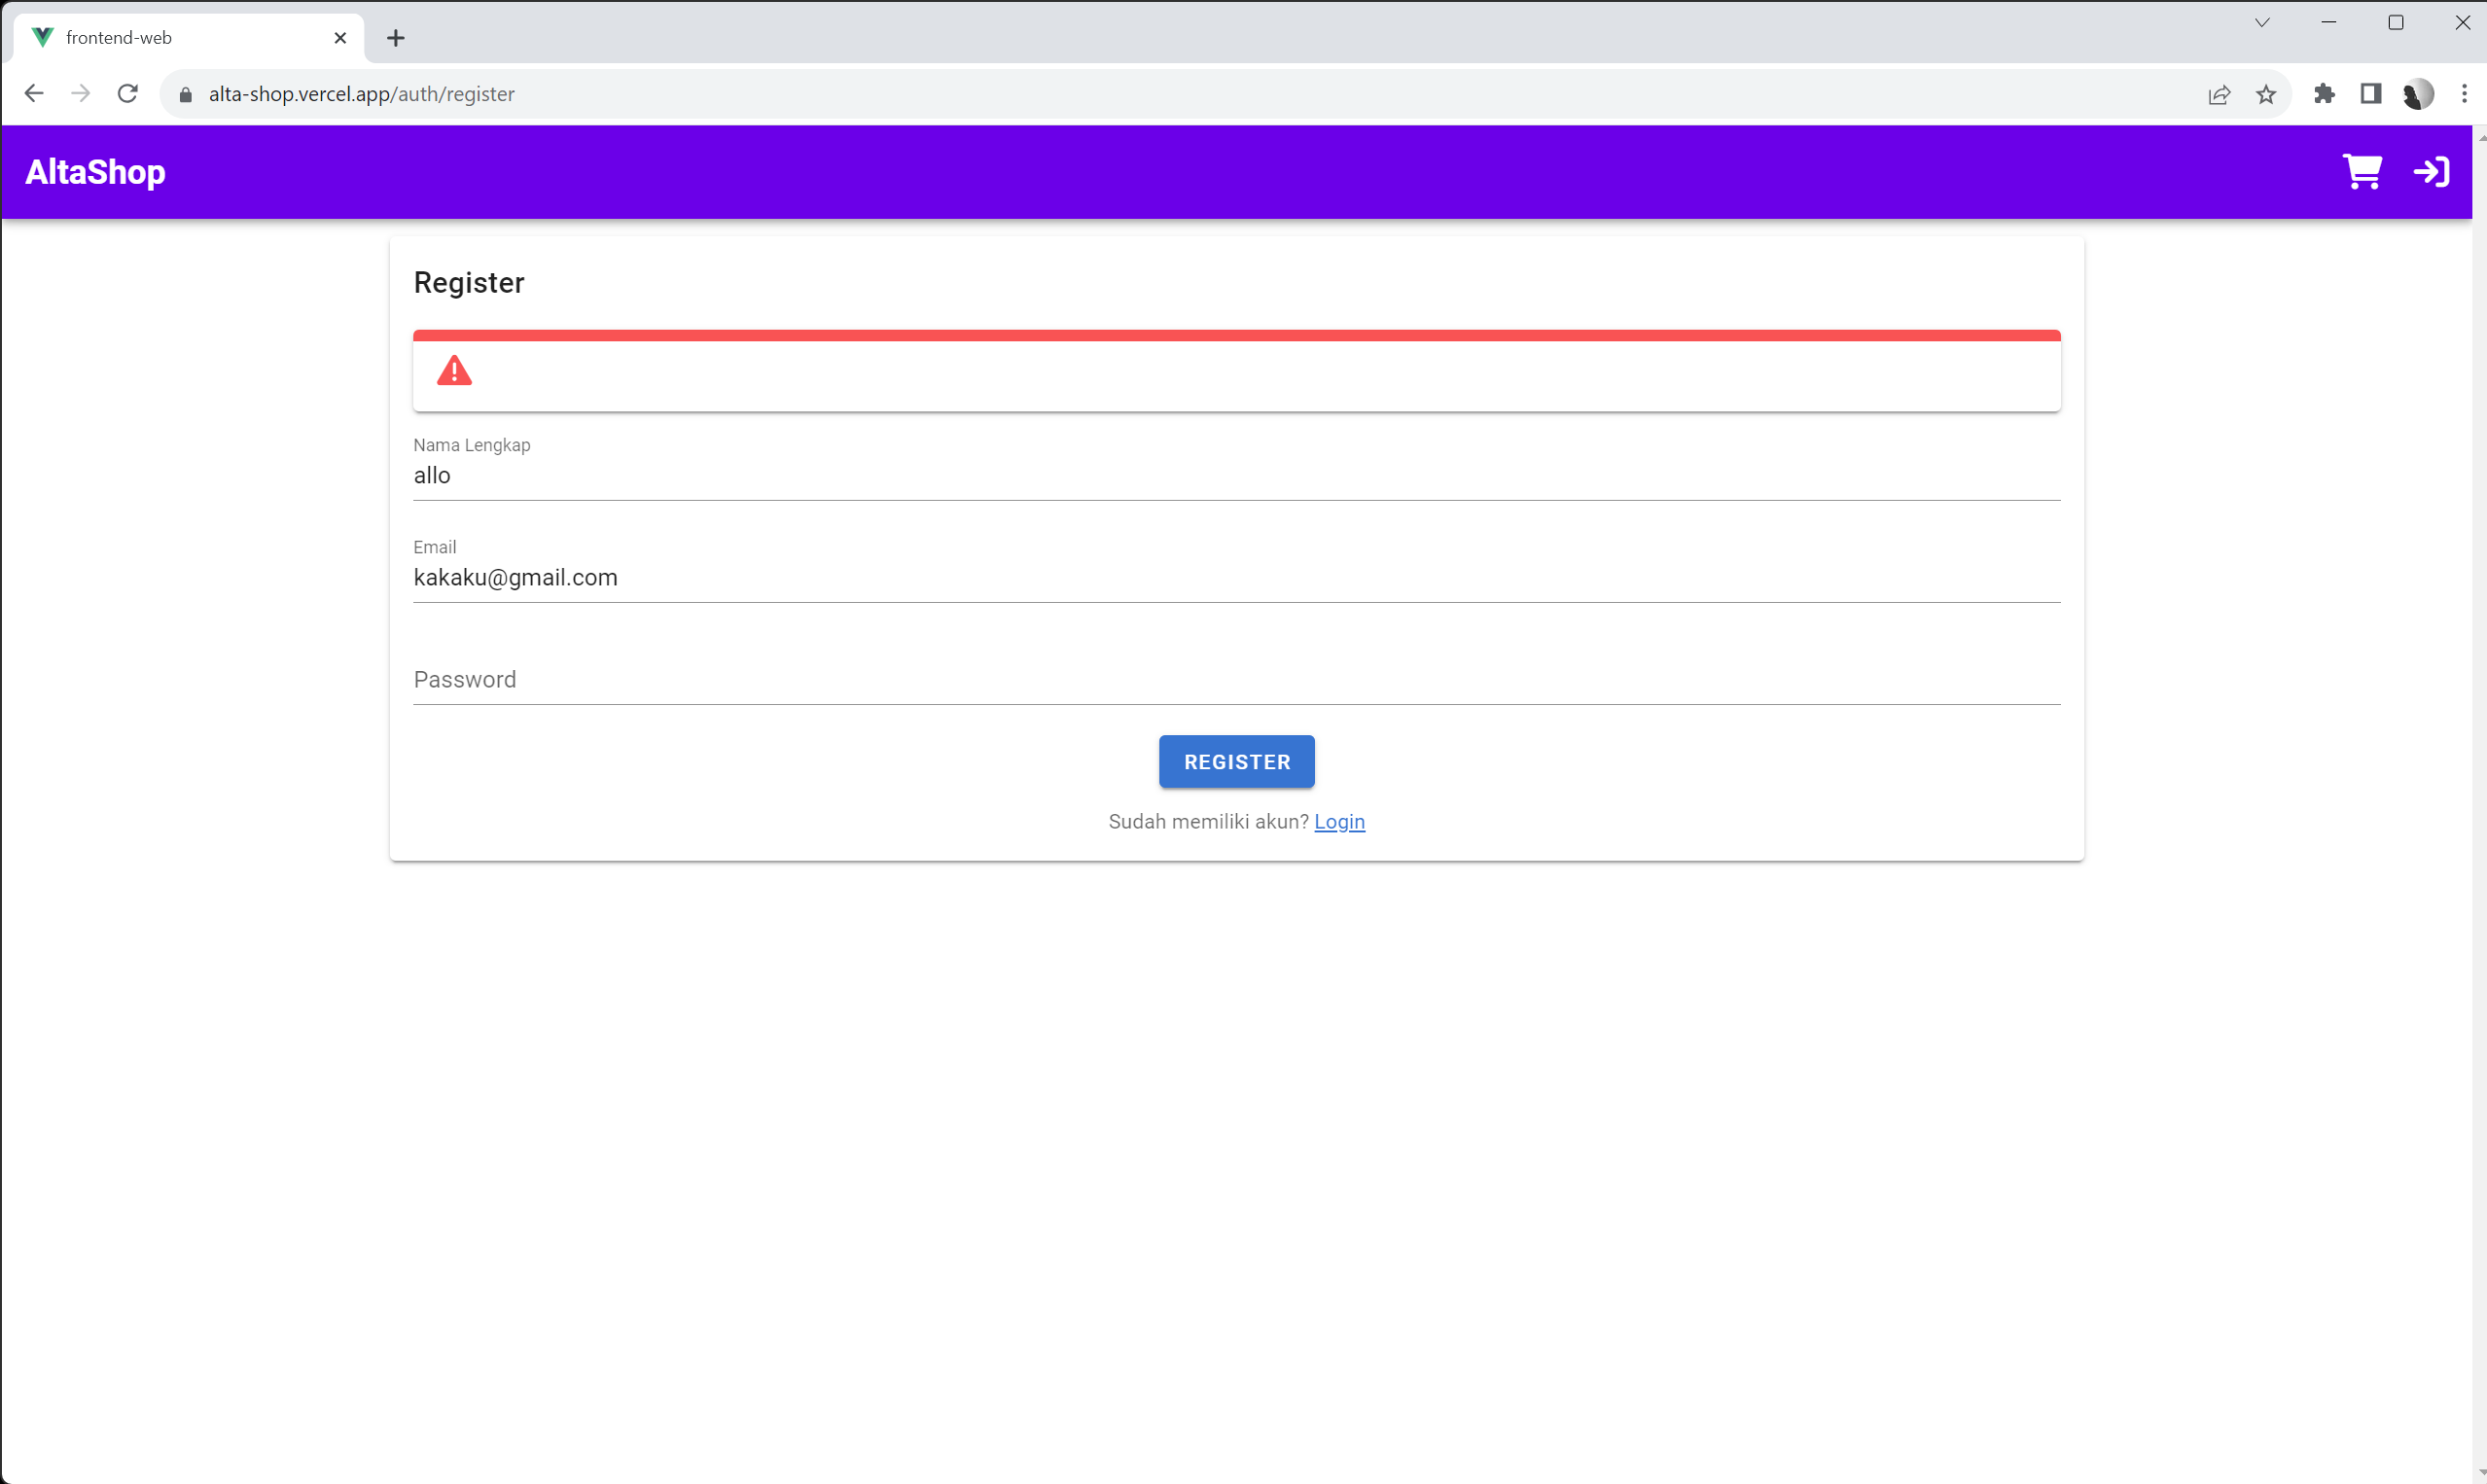 frontend-web
alta-shop.vercel.app/auth/register
AltaShop
Register
Nama Lengkap
allo
Email
kakaku@gmail.com
Password
REGISTER
Sudah memiliki akun? Login